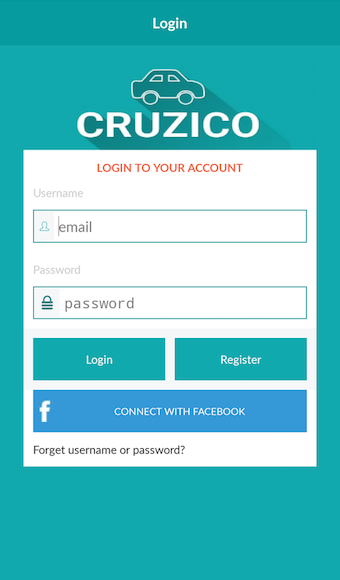 Login
CRUZICO
LOGIN TO YOUR ACCOUNT
Username
email
Password
password
Login Register
f CONNECT WITH FACEBOOK
Forget username or password?